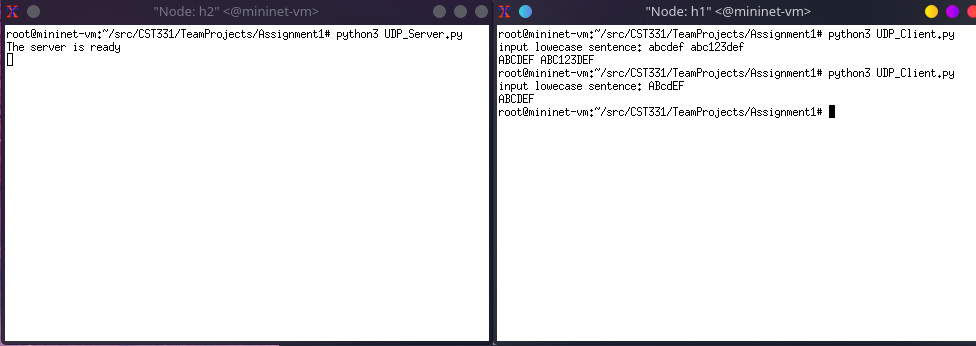 "Node: h2" <@mininet-vm>
root@mininet-vm:~/src/CST331/TeamProjects/Assignment1# python3 UDP_Server.py
The server is ready
"Node: h1" <@mininet-vm>
root@mininet-vm:~/src/CST331/TeamProjects/Assignment1# python3 UDP_Client.py
input lowecase sentence: abcdef abc123def
ABCDEF ABC123DEF
root@mininet-vm:~/src/CST331/TeamProjects/Assignment1# python3 UDP_Client.py
input lowecase sentence: ABcdEF
ABCDEF
root@mininet-vm:~/src/CST331/TeamProjects/Assignment1#